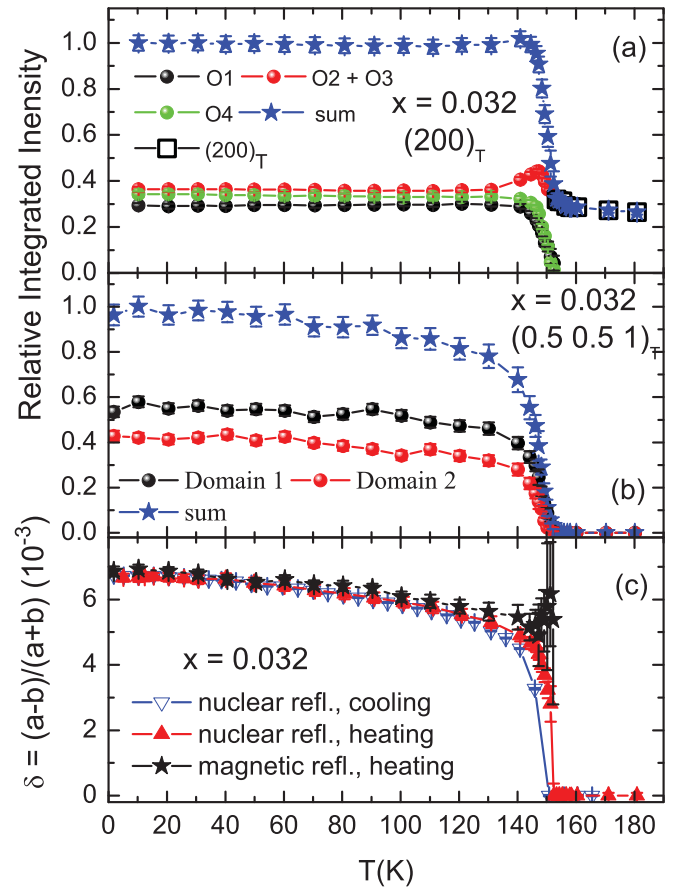 Relative Integrated Inensity
1.0
0.8
0.6
0.4
0.2
0.0
(a)
O1
O2 + O3
O4
sum
(200)T
x = 0.032
(200)T
1.0
0.8
0.6
0.4
0.2
0.0
x = 0.032
(0.5 0.5 1)T
Domain 1
Domain 2
sum
(b)
δ = (a-b)/(a+b) (10⁻³)
6
4
2
0
(c)
x = 0.032
nuclear refl., cooling
nuclear refl., heating
magnetic refl., heating
0 20 40 60 80 100 120 140 160 180
T(K)